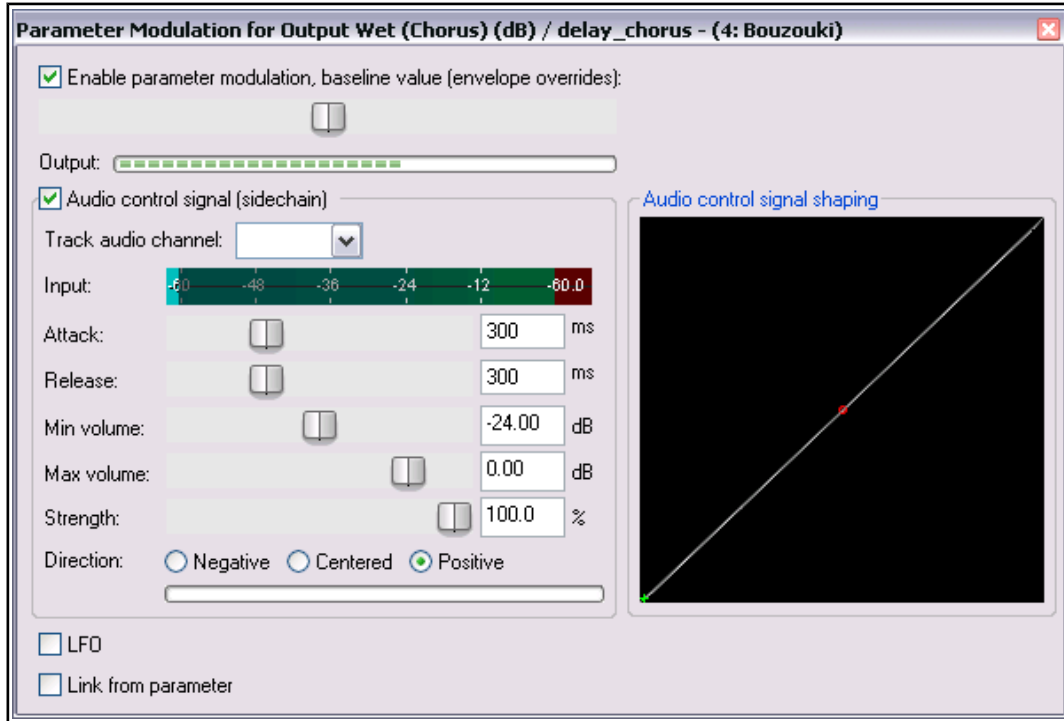 Parameter Modulation for Output Wet (Chorus) (dB) / delay_chorus - (4: Bouzouki)
Enable parameter modulation, baseline value (envelope overrides):
Output:
Audio control signal (sidechain)
Audio control signal shaping
Track audio channel:
Input: -60 -48 -36 -24 -12 -60.0
Attack: 300 ms
Release: 300 ms
Min volume: -24.00 dB
Max volume: 0.00 dB
Strength: 100.0 %
Direction: Negative Centered Positive
LFO
Link from parameter